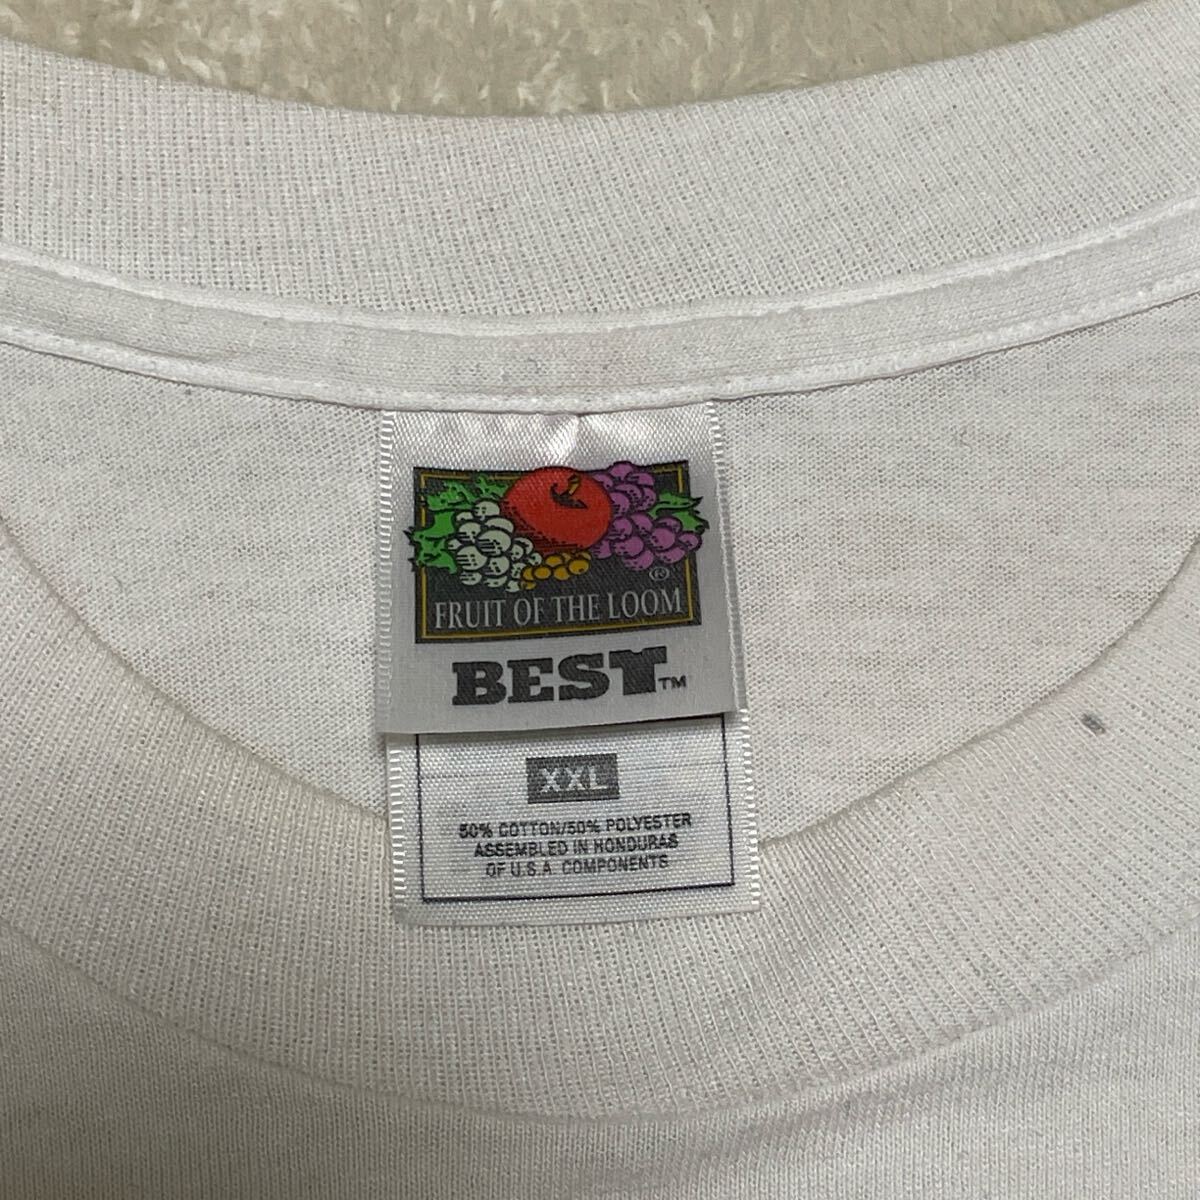 ®
FRUIT OF THE LOOM
BEST™
XXL
50% COTTON/50% POLYESTER
ASSEMBLED IN HONDURAS
OF U.S.A. COMPONENTS